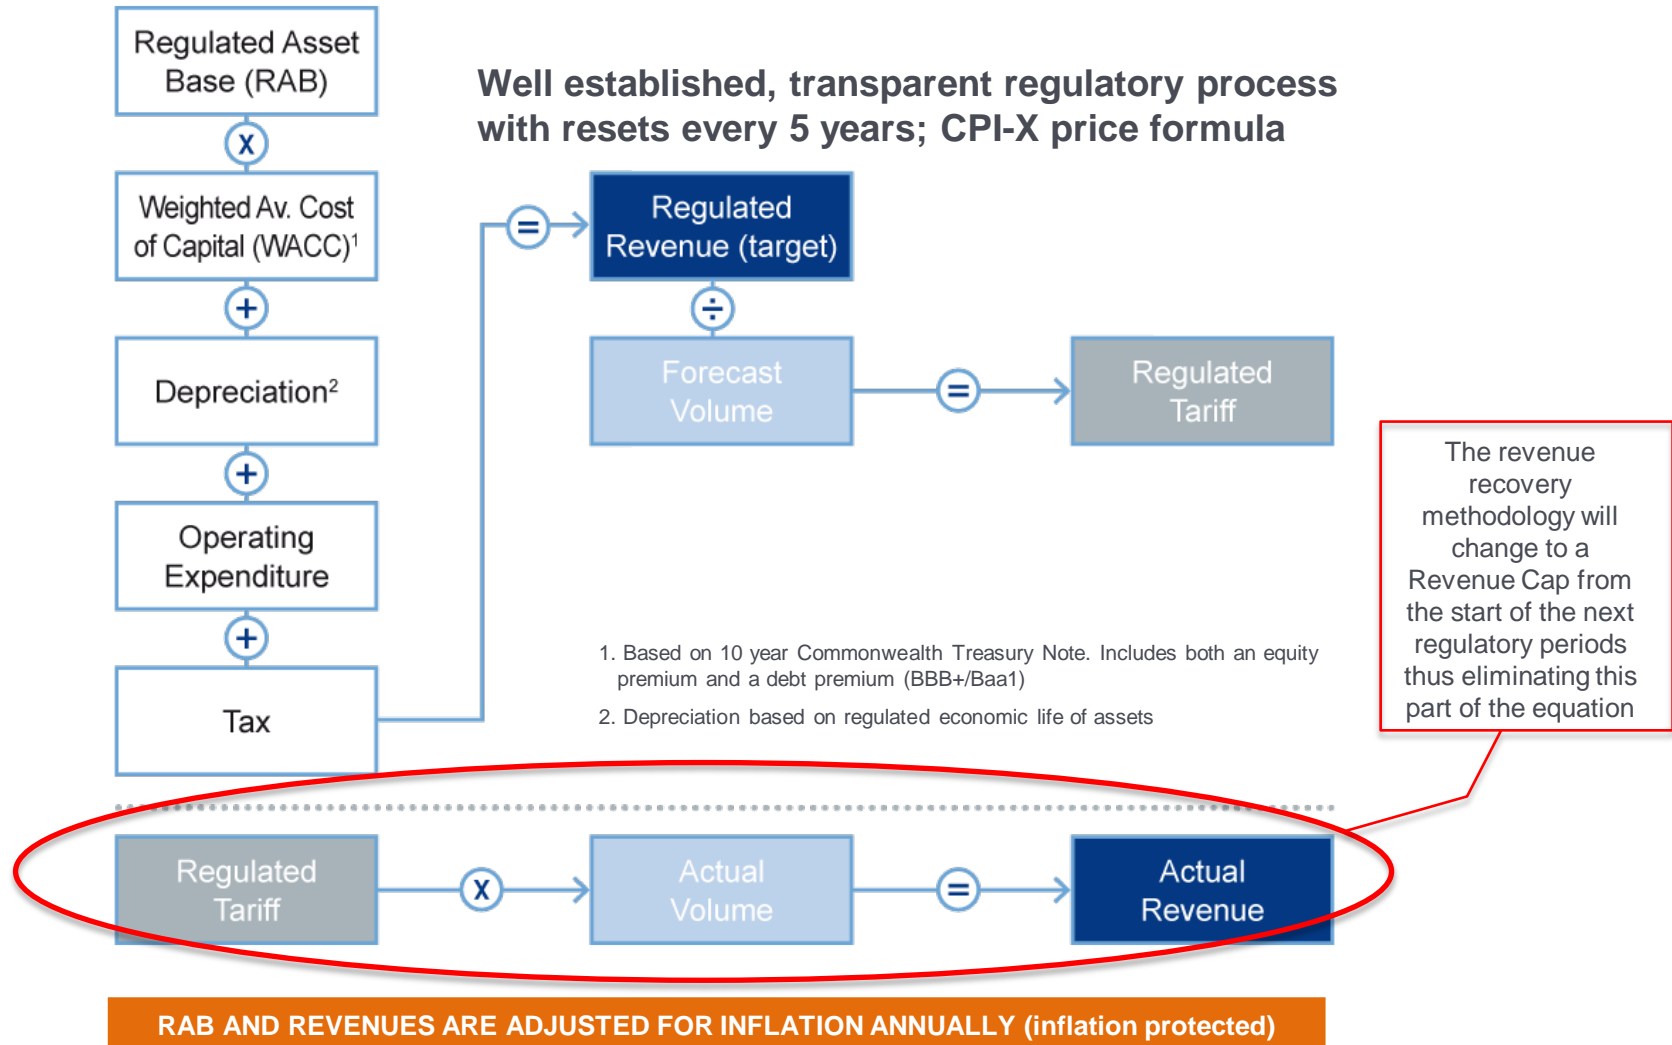 Regulated Asset
Base (RAB)
X
Weighted Av. Cost
of Capital (WACC)¹
+
Depreciation²
+
Operating
Expenditure
+
Tax
Well established, transparent regulatory process
with resets every 5 years; CPI-X price formula
=
Regulated
Revenue (target)
÷
Forecast
Volume
=
Regulated
Tariff
The revenue
recovery
methodology will
change to a
Revenue Cap from
the start of the next
regulatory periods
thus eliminating this
part of the equation
1. Based on 10 year Commonwealth Treasury Note. Includes both an equity
premium and a debt premium (BBB+/Baa1)
2. Depreciation based on regulated economic life of assets
Regulated
Tariff
X
Actual
Volume
=
Actual
Revenue
RAB AND REVENUES ARE ADJUSTED FOR INFLATION ANNUALLY (inflation protected)